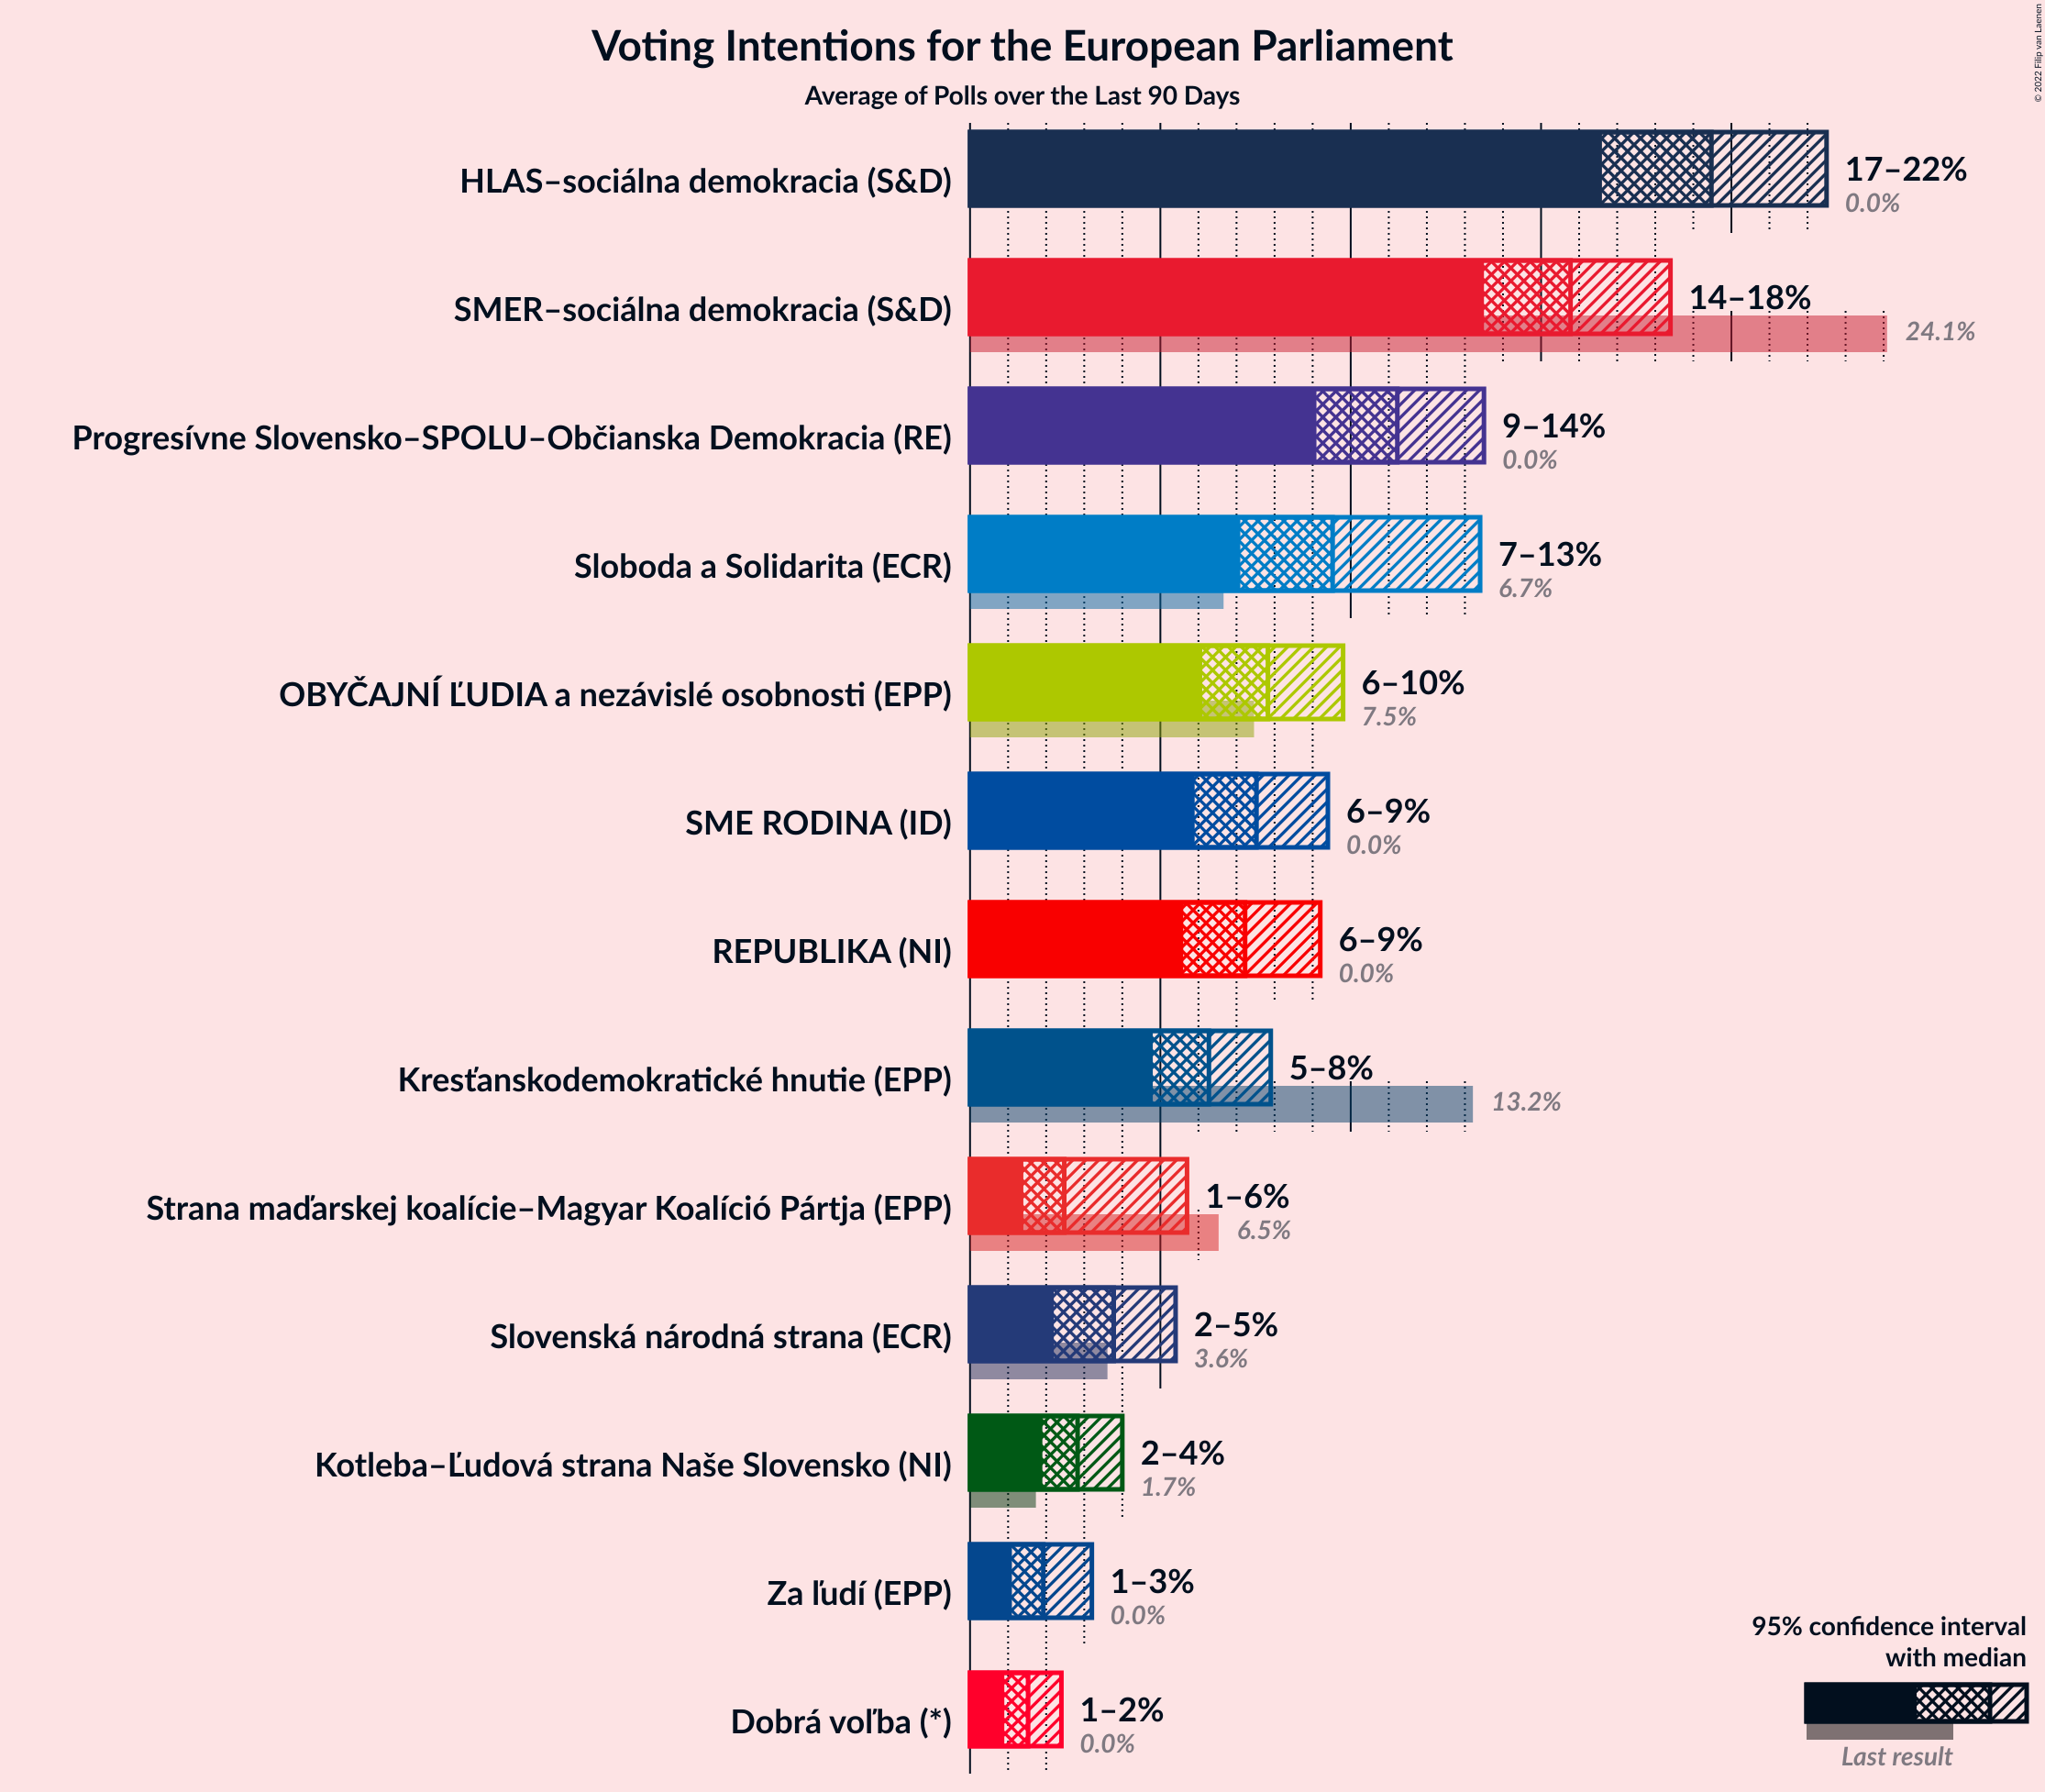 © 2022 Filip van Laenen
Voting Intentions for the European Parliament
Average of Polls over the Last 90 Days
HLAS–sociálna demokracia (S&D)
17–22%
0.0%
SMER–sociálna demokracia (S&D)
14–18%
24.1%
Progresívne Slovensko–SPOLU–Občianska Demokracia (RE)
9–14%
0.0%
Sloboda a Solidarita (ECR)
7–13%
6.7%
OBYČAJNÍ ĽUDIA a nezávislé osobnosti (EPP)
6–10%
7.5%
SME RODINA (ID)
6–9%
0.0%
REPUBLIKA (NI)
6–9%
0.0%
Kresťanskodemokratické hnutie (EPP)
5–8%
13.2%
Strana maďarskej koalície–Magyar Koalíció Pártja (EPP)
1–6%
6.5%
Slovenská národná strana (ECR)
2–5%
3.6%
Kotleba–Ľudová strana Naše Slovensko (NI)
2–4%
1.7%
Za ľudí (EPP)
1–3%
0.0%
Dobrá voľba (*)
1–2%
0.0%
95% confidence interval
with median
Last result